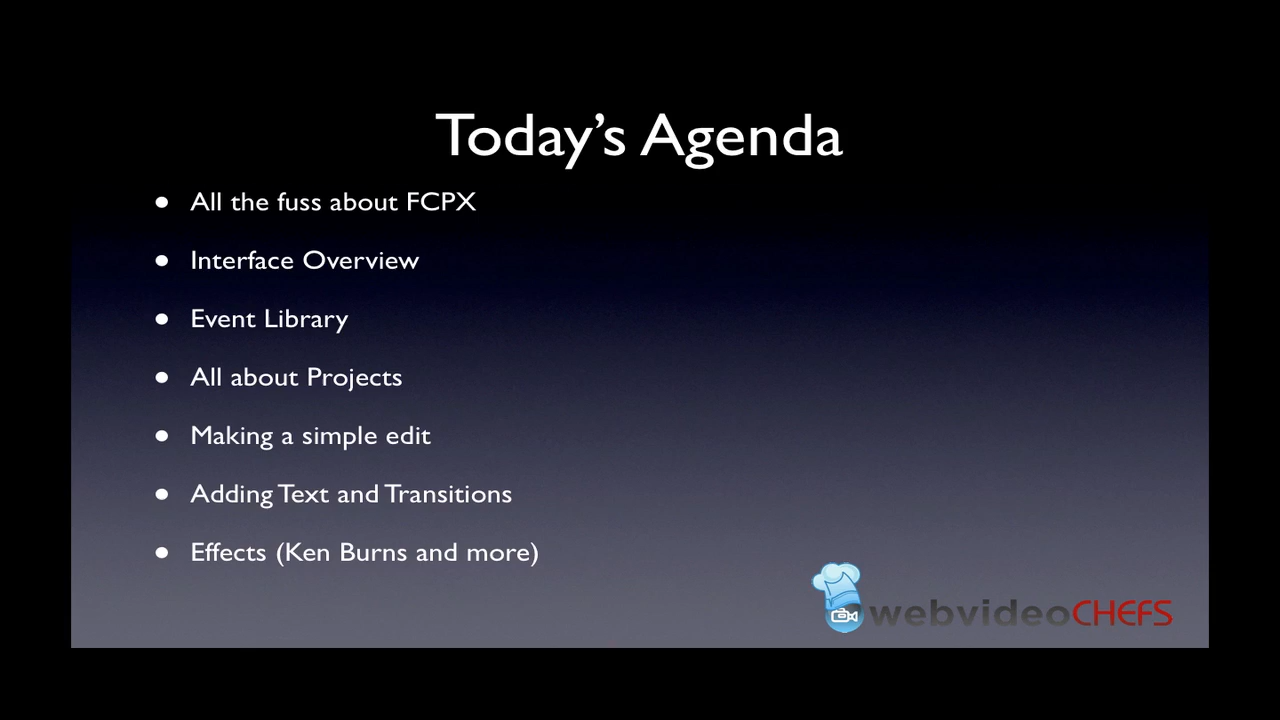 Today's Agenda
• All the fuss about FCPX
• Interface Overview
• Event Library
• All about Projects
• Making a simple edit
• Adding Text and Transitions
• Effects (Ken Burns and more)
webvideoCHEFS